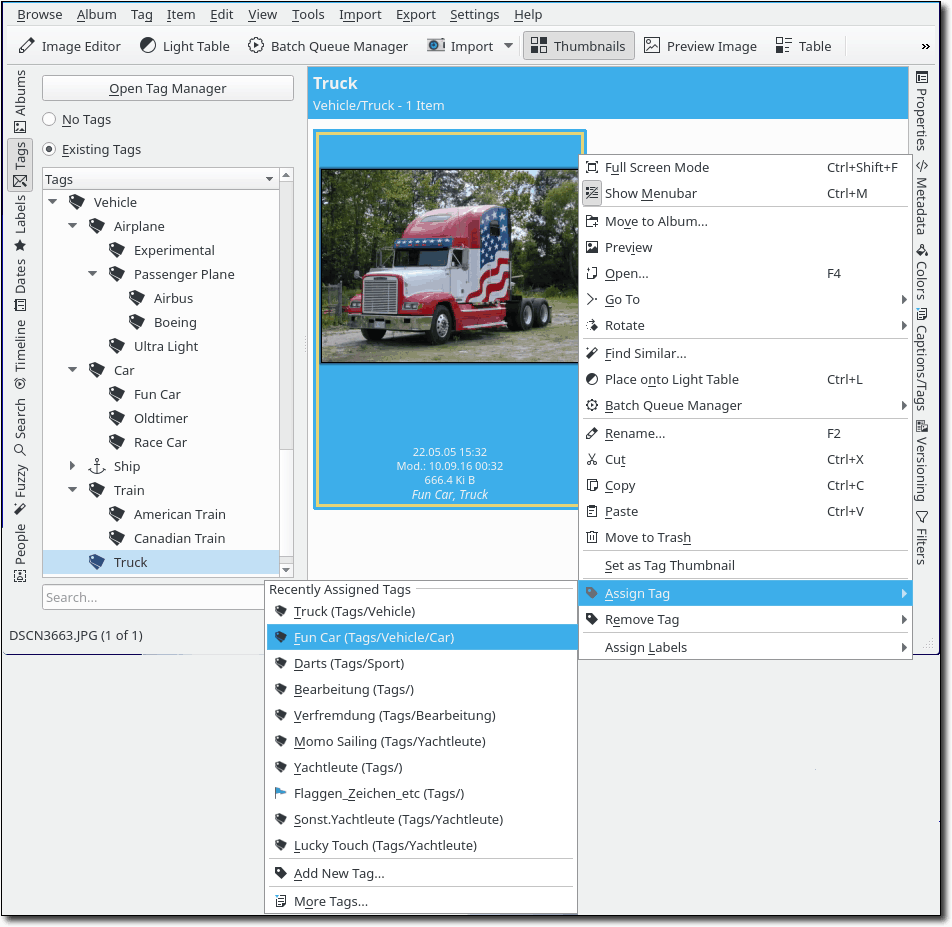 Browse Album Tag Item Edit View Tools Import Export Settings Help
Image Editor Light Table Batch Queue Manager Import Thumbnails Preview Image Table »
Albums
Tags
Labels
Dates
Timeline
Search
Fuzzy
People
Open Tag Manager
No Tags
Existing Tags
Tags
Vehicle
Airplane
Experimental
Passenger Plane
Airbus
Boeing
Ultra Light
Car
Fun Car
Oldtimer
Race Car
Ship
Train
American Train
Canadian Train
Truck
Search...
DSCN3663.JPG (1 of 1)
Truck
Vehicle/Truck - 1 Item
22.05.05 15:32
Mod.: 10.09.16 00:32
666.4 Ki B
Fun Car, Truck
Full Screen Mode Ctrl+Shift+F
Show Menubar Ctrl+M
Move to Album...
Preview
Open... F4
Go To
Rotate
Find Similar...
Place onto Light Table Ctrl+L
Batch Queue Manager
Rename... F2
Cut Ctrl+X
Copy Ctrl+C
Paste Ctrl+V
Move to Trash
Set as Tag Thumbnail
Assign Tag
Remove Tag
Assign Labels
Recently Assigned Tags
Truck (Tags/Vehicle)
Fun Car (Tags/Vehicle/Car)
Darts (Tags/Sport)
Bearbeitung (Tags/)
Verfremdung (Tags/Bearbeitung)
Momo Sailing (Tags/Yachtleute)
Yachtleute (Tags/)
Flaggen_Zeichen_etc (Tags/)
Sonst.Yachtleute (Tags/Yachtleute)
Lucky Touch (Tags/Yachtleute)
Add New Tag...
More Tags...
Properties
Metadata
Colors
Captions/Tags
Versioning
Filters